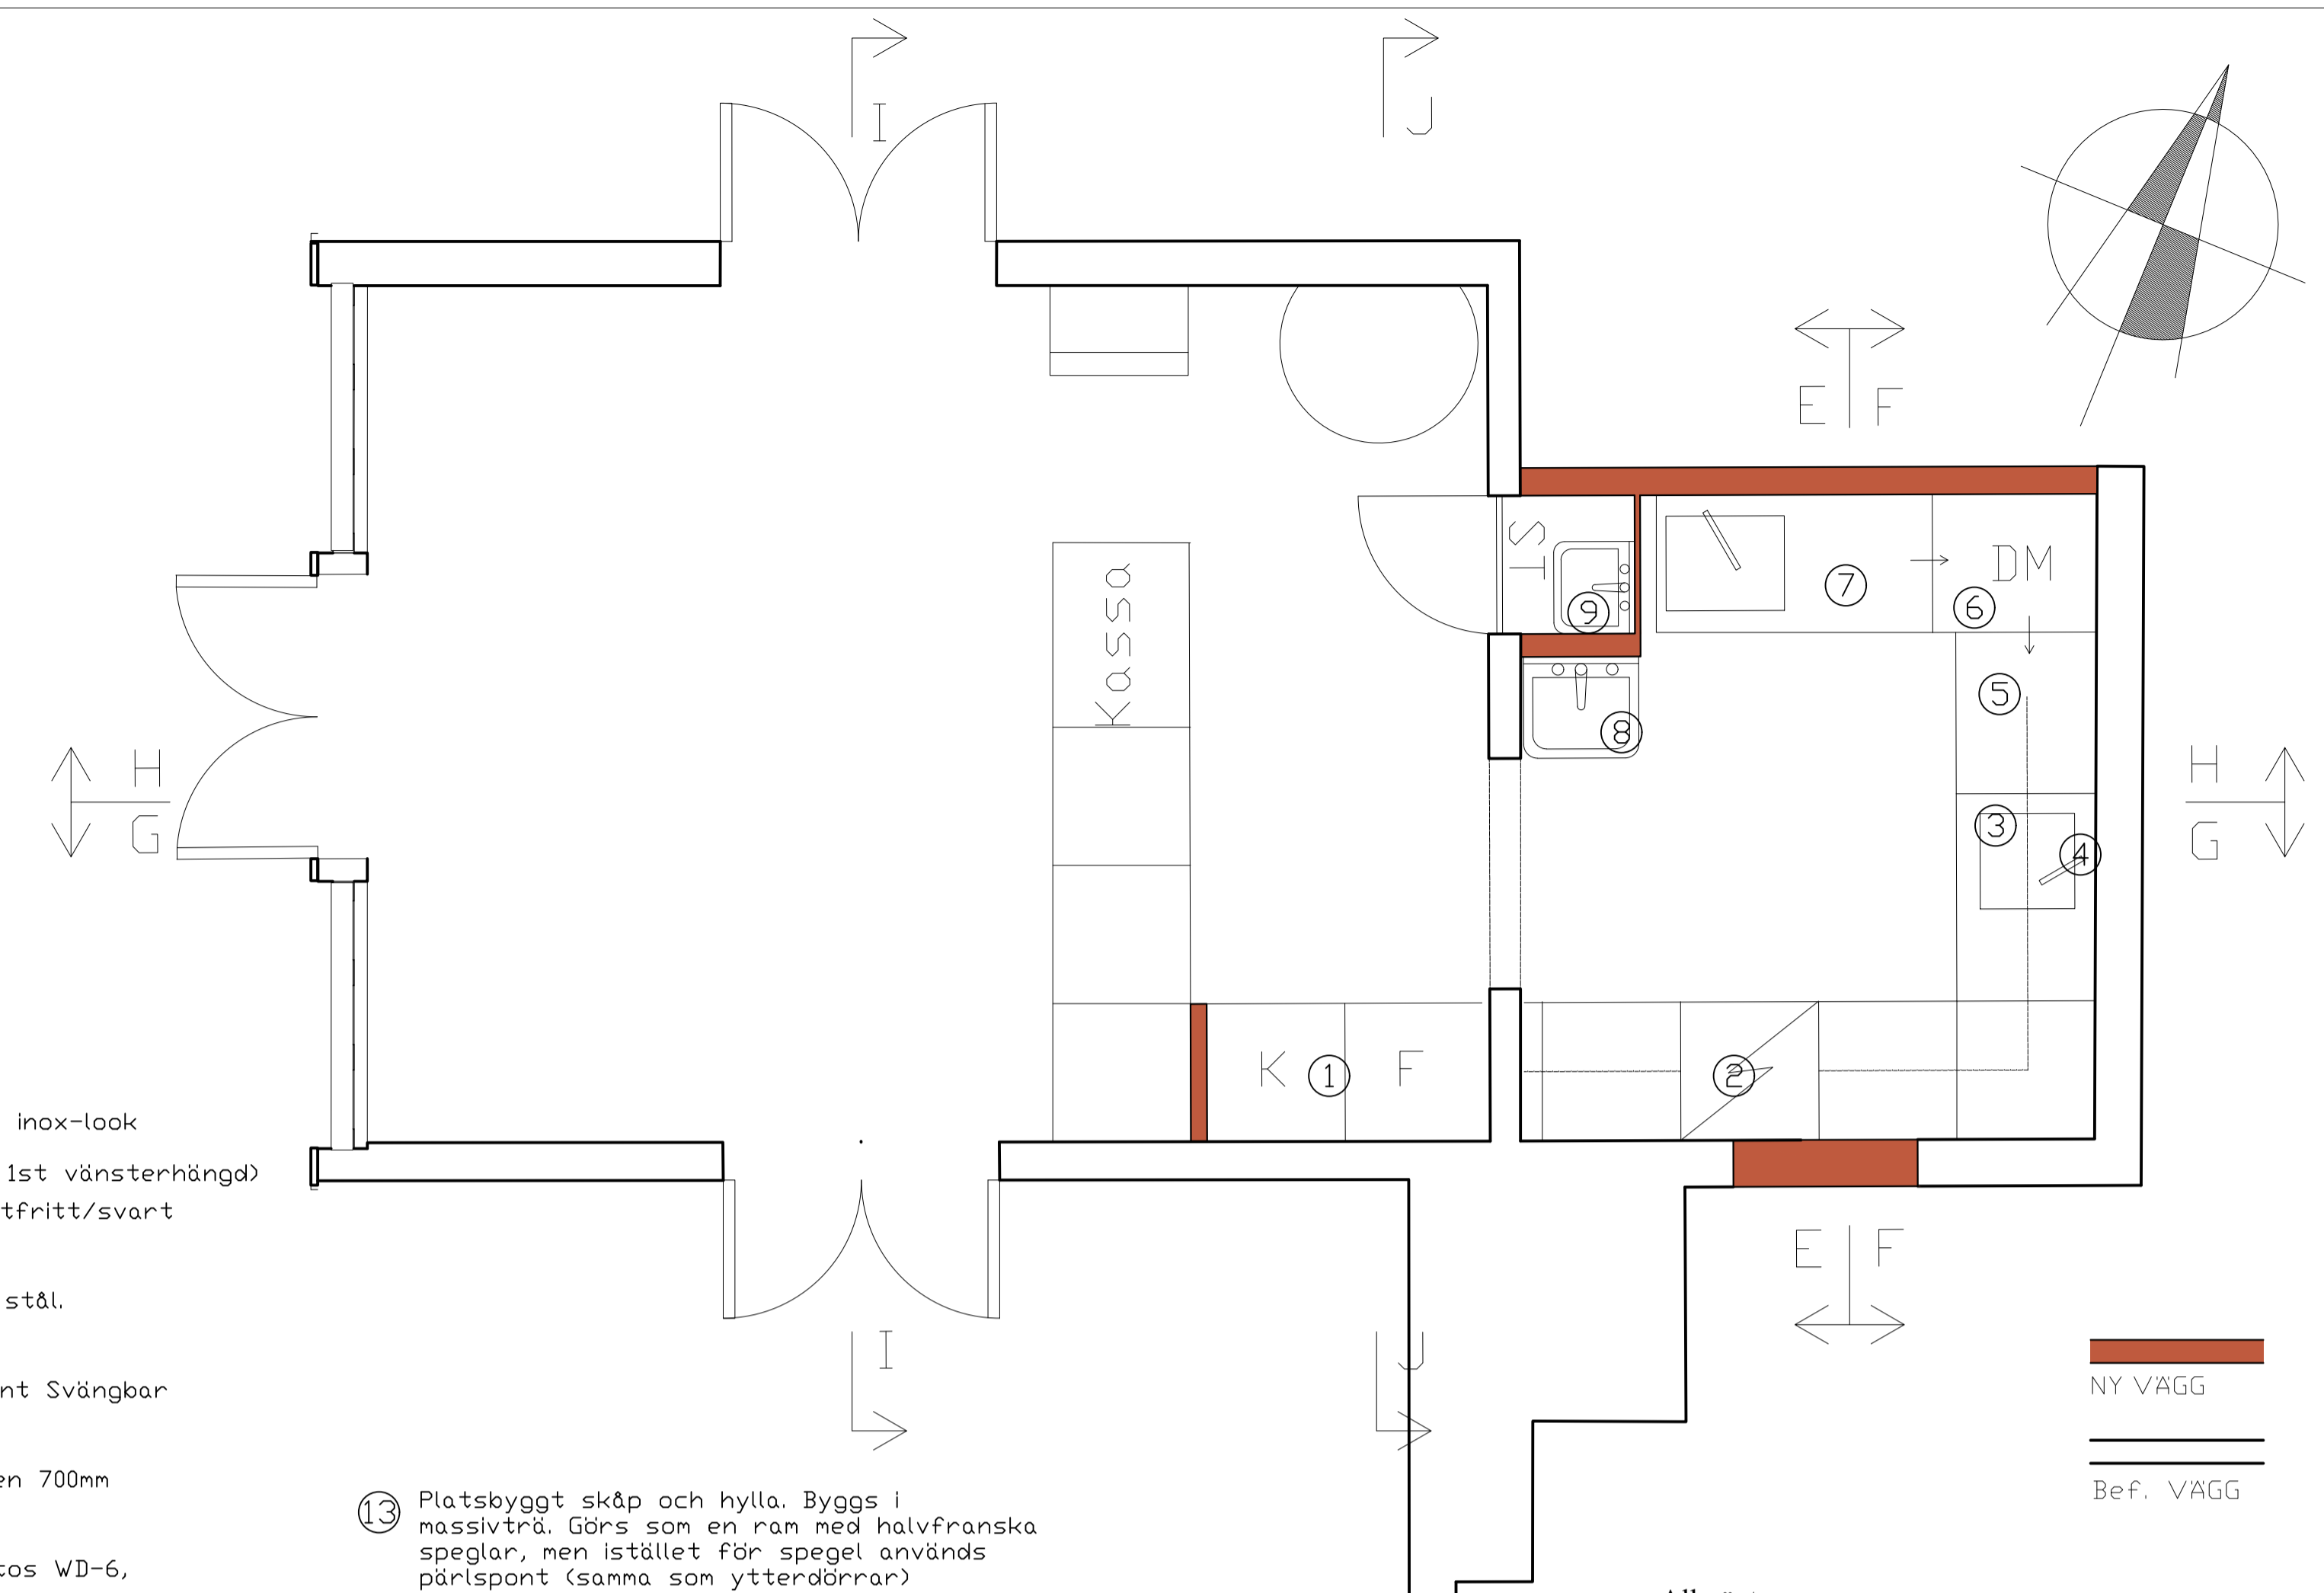 I
J
E F
Kassa
TS
DM
7
6
9
5
8
3
4
H
G
H
G
K
1
F
2
inox-look
1st vänsterhängd)
tfritt/svart
stål.
nt Svängbar
en 700mm
tos WD-6,
E F
I
J
NY VÄGG
Bef. VÄGG
13 Platsbyggt skåp och hylla. Byggs i
massivträ. Görs som en ram med halvfranska
speglar, men istället för spegel används
pärlspont (samma som ytterdörrar)